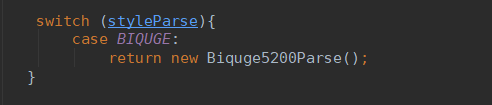 switch (styleParse){
case BIQUGE:
return new Biquge5200Parse();
}